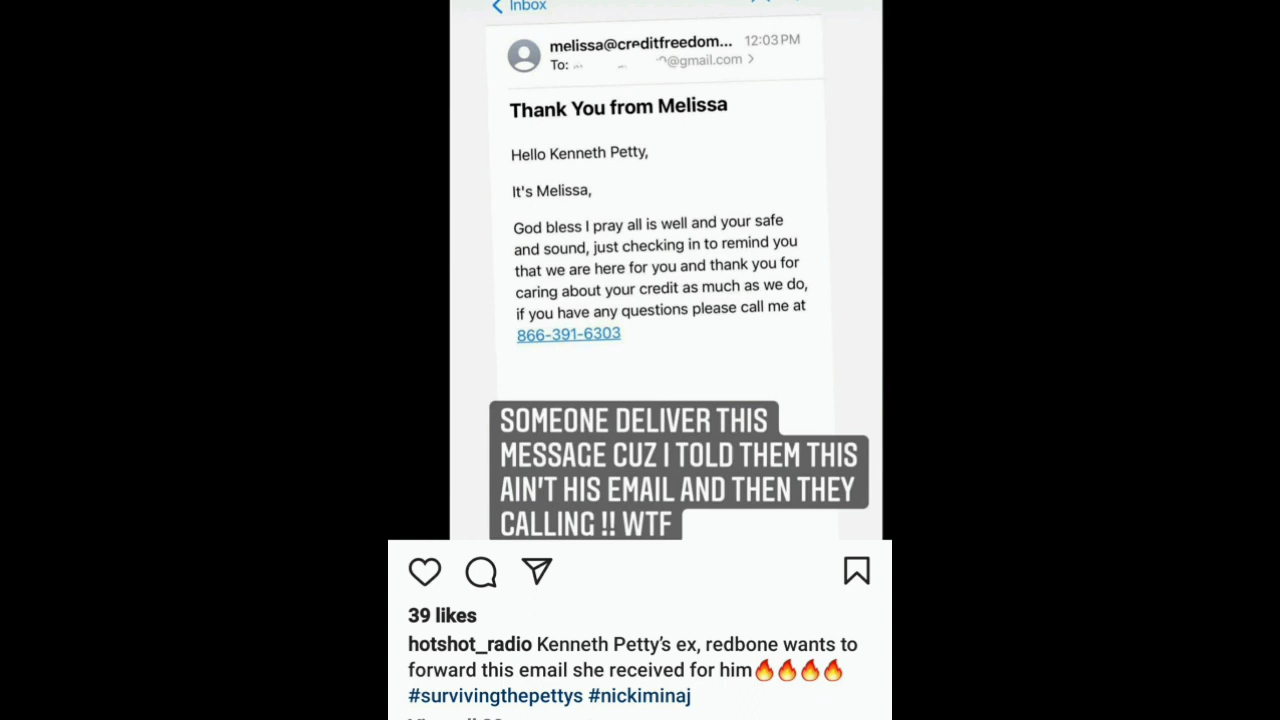 Inbox
melissa@creditfreedom... 12:03 PM
To: @gmail.com >
Thank You from Melissa
Hello Kenneth Petty,
It's Melissa,
God bless I pray all is well and your safe
and sound, just checking in to remind you
that we are here for you and thank you for
caring about your credit as much as we do,
if you have any questions please call me at
866-391-6303
SOMEONE DELIVER THIS
MESSAGE CUZ I TOLD THEM THIS
AIN'T HIS EMAIL AND THEN THEY
CALLING !! WTF
39 likes
hotshot_radio Kenneth Petty's ex, redbone wants to
forward this email she received for him🔥🔥🔥🔥
#survivingthepettys #nickiminaj